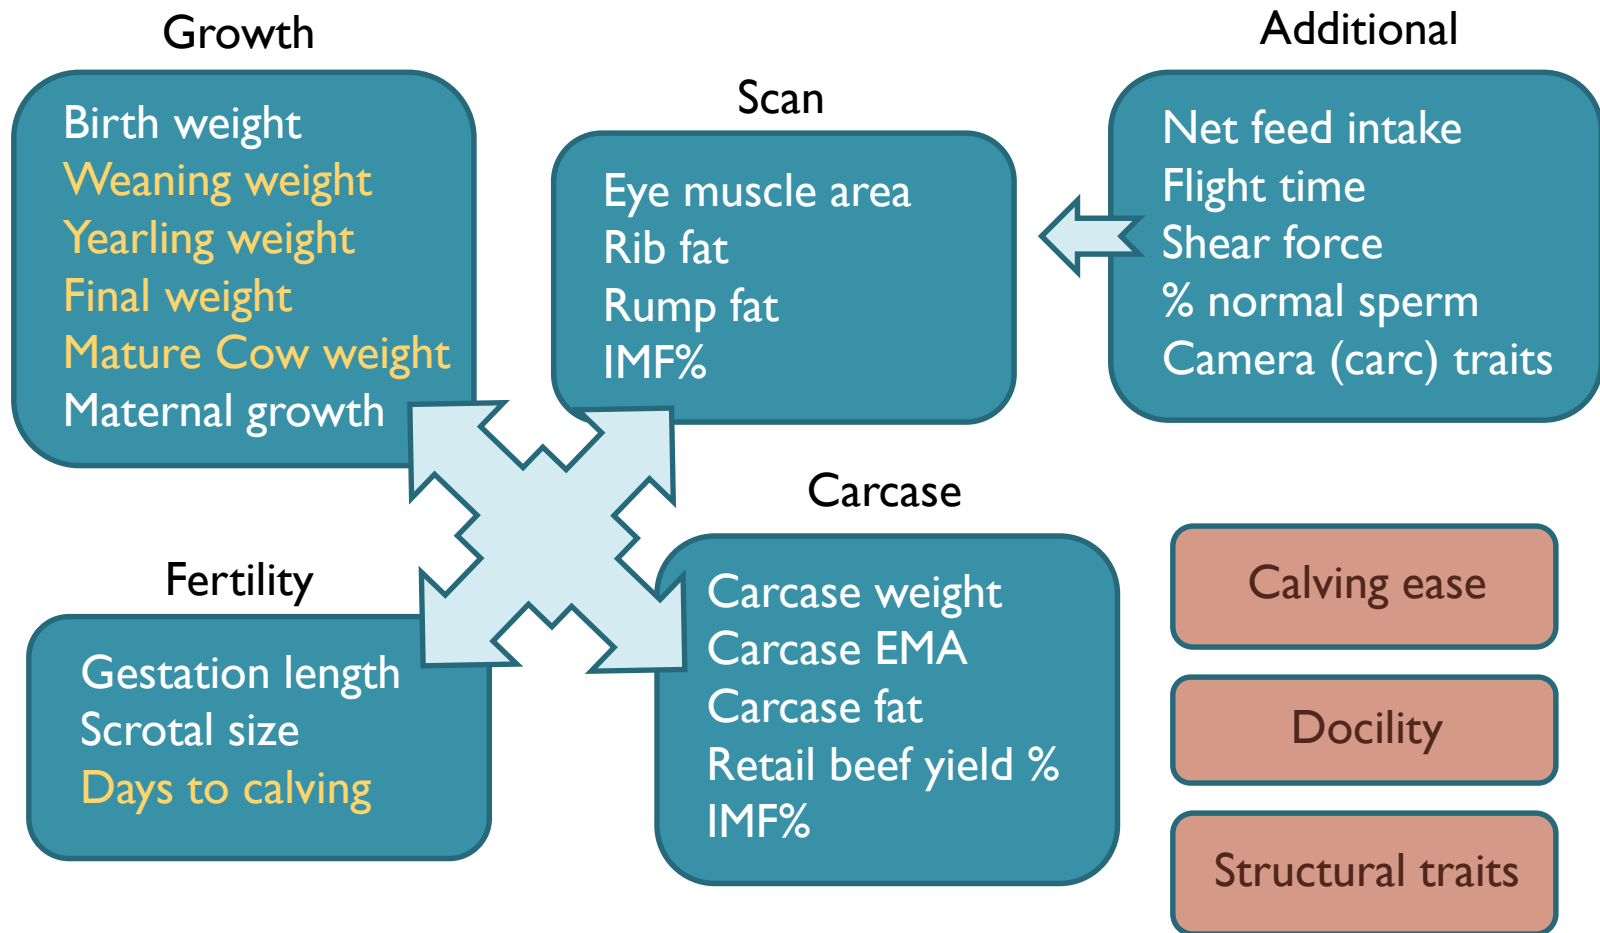 Growth
Birth weight
Weaning weight
Yearling weight
Final weight
Mature Cow weight
Maternal growth
Scan
Eye muscle area
Rib fat
Rump fat
IMF%
Additional
Net feed intake
Flight time
Shear force
% normal sperm
Camera (carc) traits
Fertility
Gestation length
Scrotal size
Days to calving
Carcase
Carcase weight
Carcase EMA
Carcase fat
Retail beef yield %
IMF%
Calving ease
Docility
Structural traits